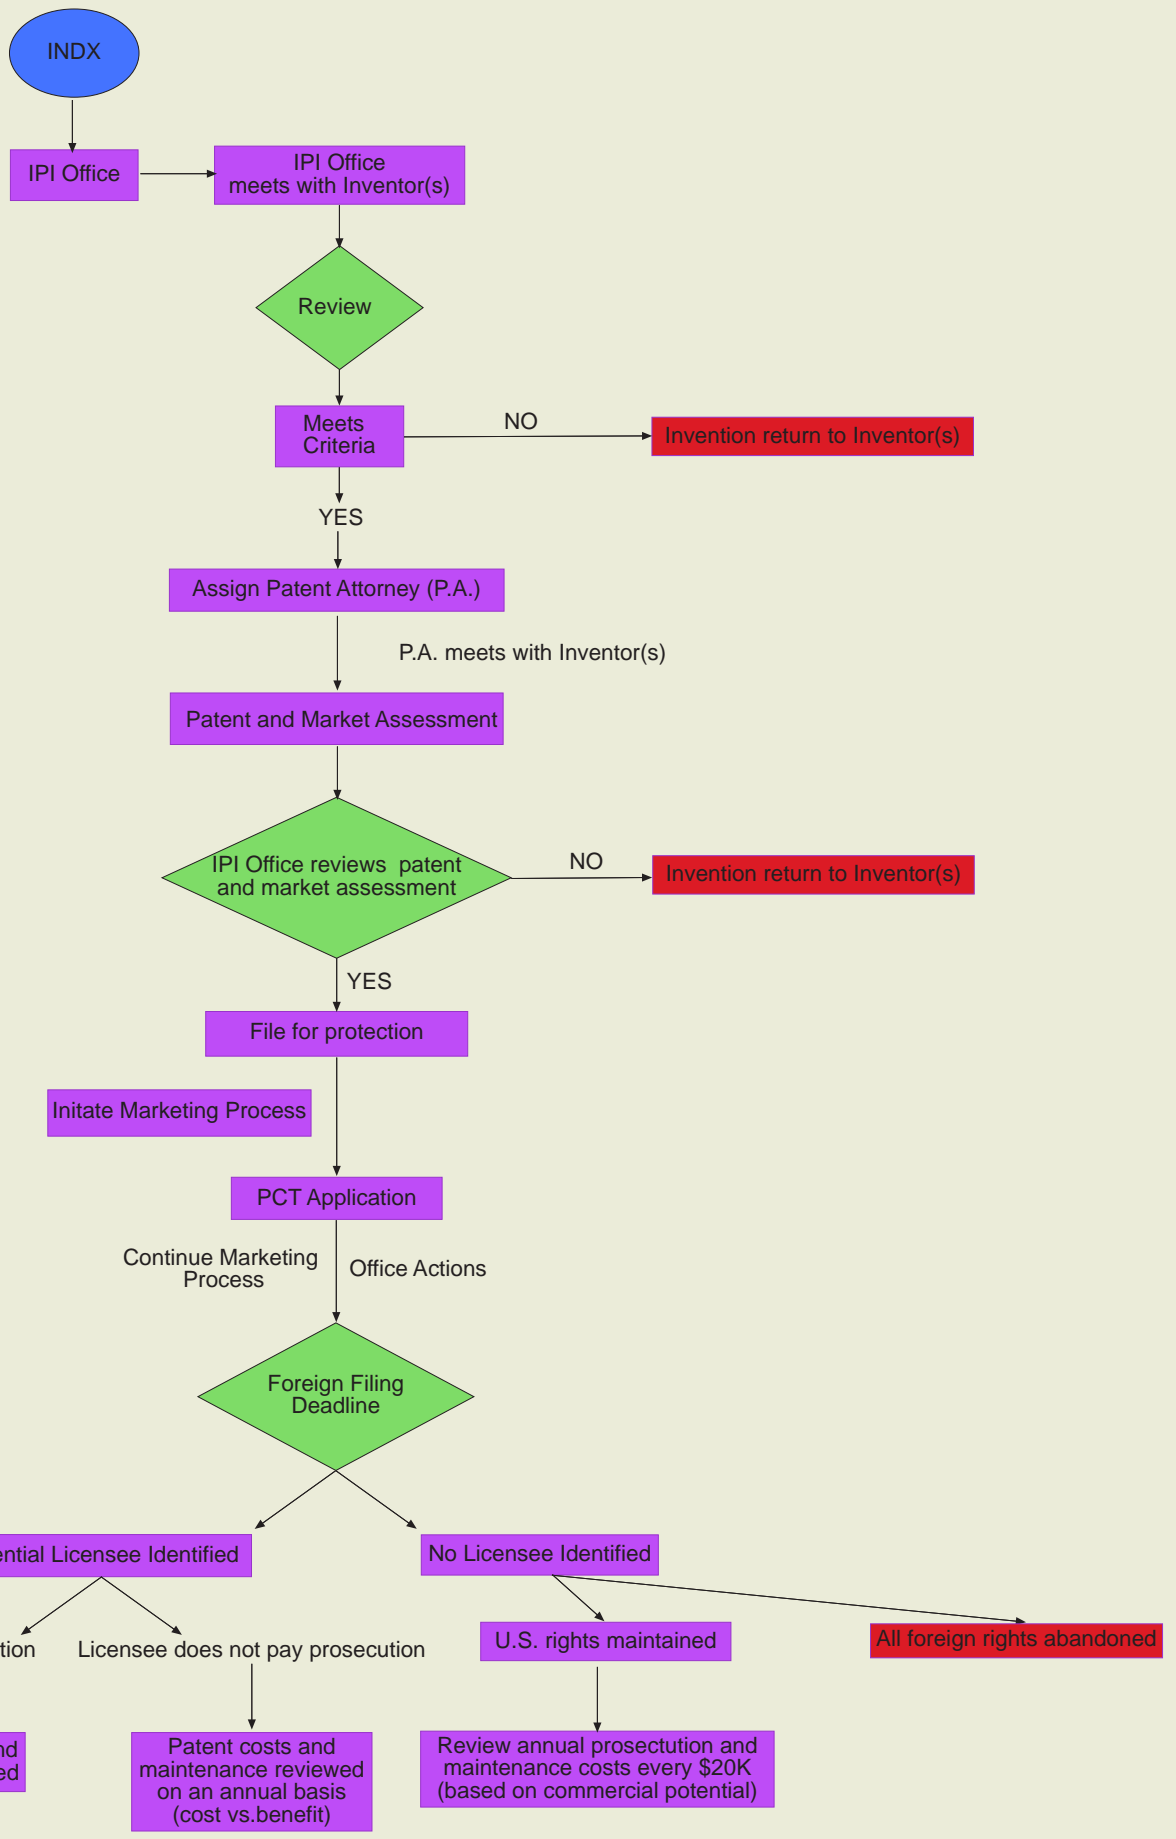 INDX
IPI Office
IPI Office
meets with Inventor(s)
Review
Meets
Criteria
NO
Invention return to Inventor(s)
YES
Assign Patent Attorney (P.A.)
P.A. meets with Inventor(s)
Patent and Market Assessment
IPI Office reviews patent
and market assessment
NO
Invention return to Inventor(s)
YES
File for protection
Initate Marketing Process
PCT Application
Continue Marketing
Process
Office Actions
Foreign Filing
Deadline
ential Licensee Identified
No Licensee Identified
tion
Licensee does not pay prosecution
U.S. rights maintained
All foreign rights abandoned
nd
ed
Patent costs and
maintenance reviewed
on an annual basis
(cost vs.benefit)
Review annual prosectution and
maintenance costs every $20K
(based on commercial potential)